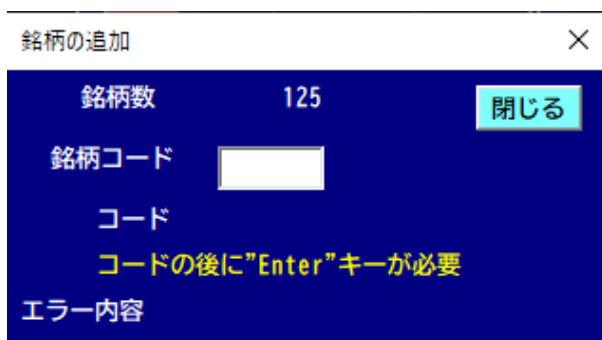 銘柄の追加
銘柄数 125 閉じる
銘柄コード
コード
コードの後に”Enter”キーが必要
エラー内容